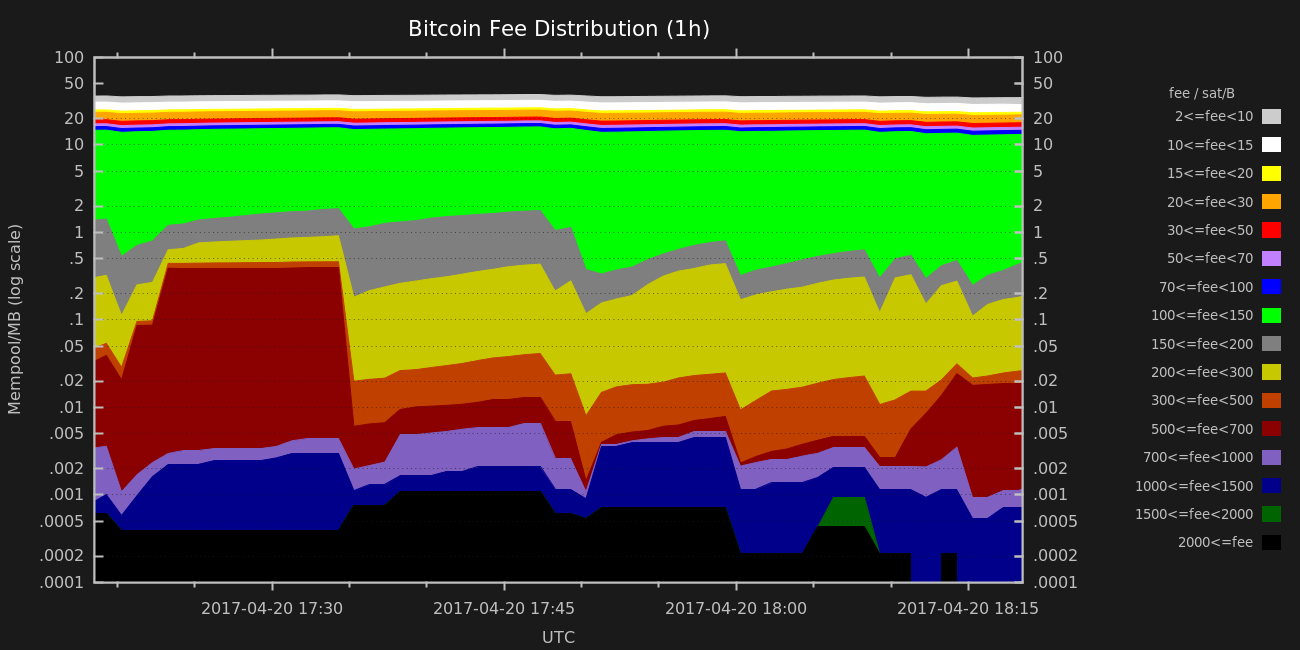 Bitcoin Fee Distribution (1h)
100
50
20
10
5
2
1
.5
.2
.1
.05
.02
.01
.005
.002
.001
.0005
.0002
.0001
Mempool/MB (log scale)
100
50
20
10
5
2
1
.5
.2
.1
.05
.02
.01
.005
.002
.001
.0005
.0002
.0001
2017-04-20 17:30
2017-04-20 17:45
2017-04-20 18:00
2017-04-20 18:15
UTC
fee / sat/B
2<=fee<10
10<=fee<15
15<=fee<20
20<=fee<30
30<=fee<50
50<=fee<70
70<=fee<100
100<=fee<150
150<=fee<200
200<=fee<300
300<=fee<500
500<=fee<700
700<=fee<1000
1000<=fee<1500
1500<=fee<2000
2000<=fee